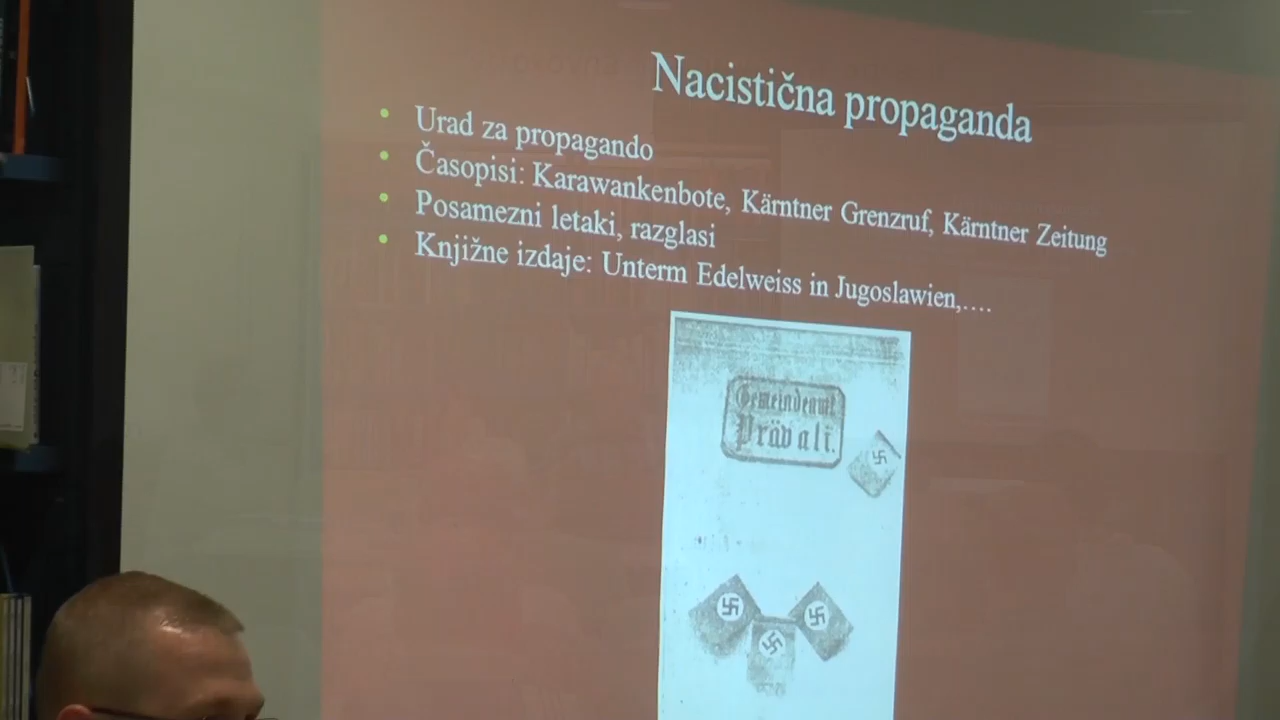 Nacistična propaganda
Urad za propagando
Časopisi: Karawankenbote, Kärntner Grenzruf, Kärntner Zeitung
Posamezni letaki, razglasi
Knjižne izdaje: Unterm Edelweiss in Jugoslawien,….
Gemeindeamt
Prävali.